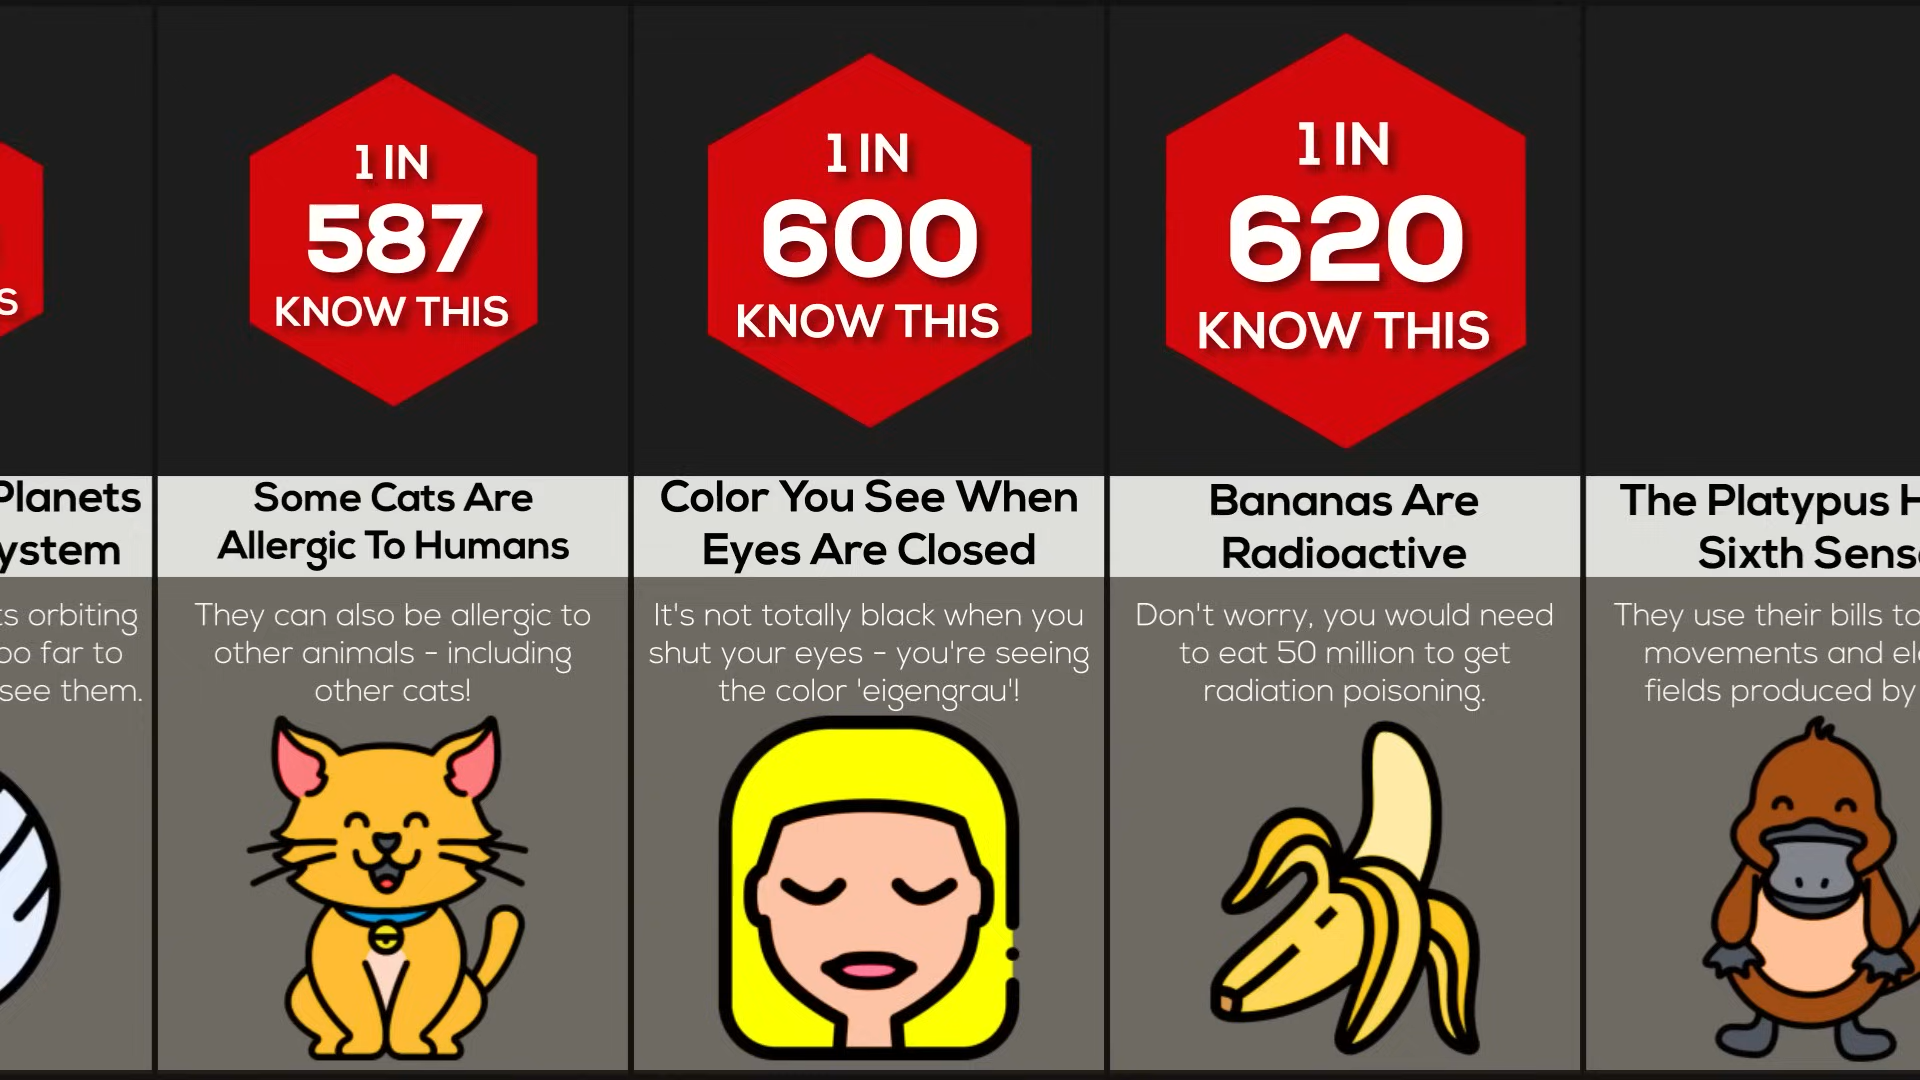 S
Planets
ystem
ts orbiting
oo far to
see them.
1 IN
587
KNOW THIS
Some Cats Are
Allergic To Humans
They can also be allergic to
other animals - including
other cats!
1 IN
600
KNOW THIS
Color You See When
Eyes Are Closed
It's not totally black when you
shut your eyes - you're seeing
the color 'eigengrau'!
1 IN
620
KNOW THIS
Bananas Are
Radioactive
Don't worry, you would need
to eat 50 million to get
radiation poisoning.
The Platypus H
Sixth Sens
They use their bills to
movements and el
fields produced by